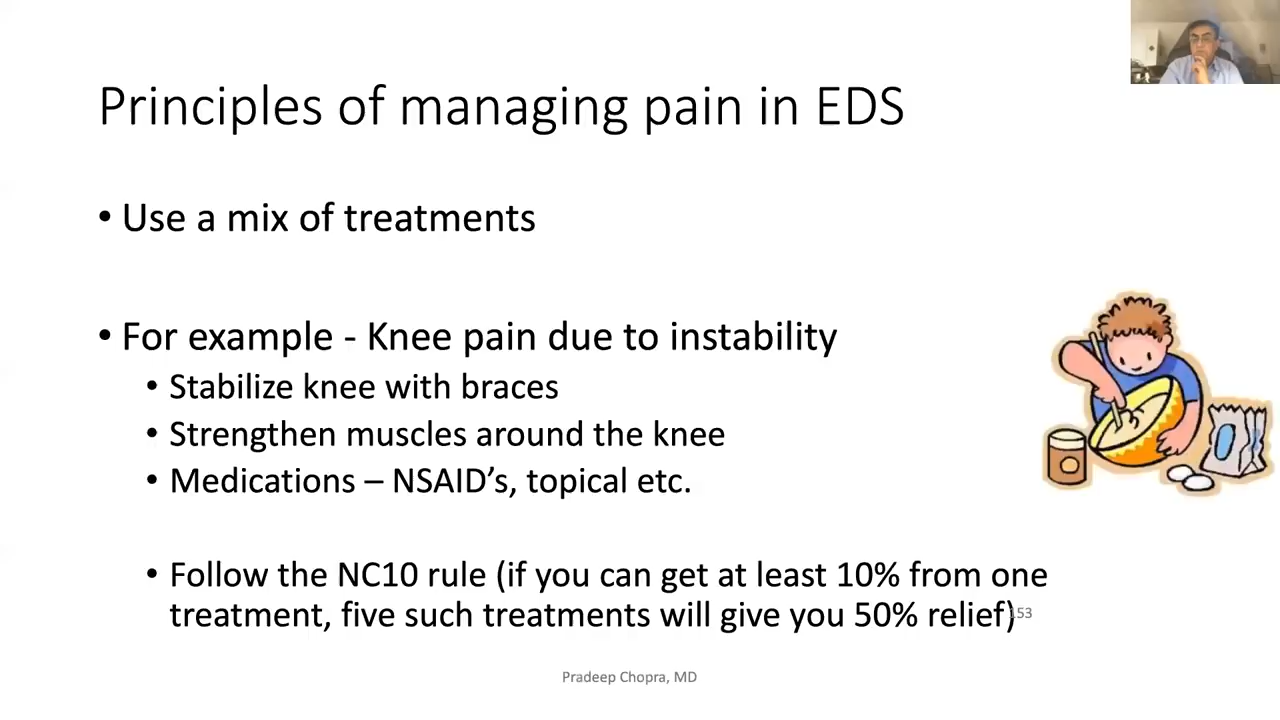 Principles of managing pain in EDS
• Use a mix of treatments
• For example - Knee pain due to instability
• Stabilize knee with braces
• Strengthen muscles around the knee
• Medications – NSAID’s, topical etc.
• Follow the NC10 rule (if you can get at least 10% from one
treatment, five such treatments will give you 50% relief)
153
Pradeep Chopra, MD